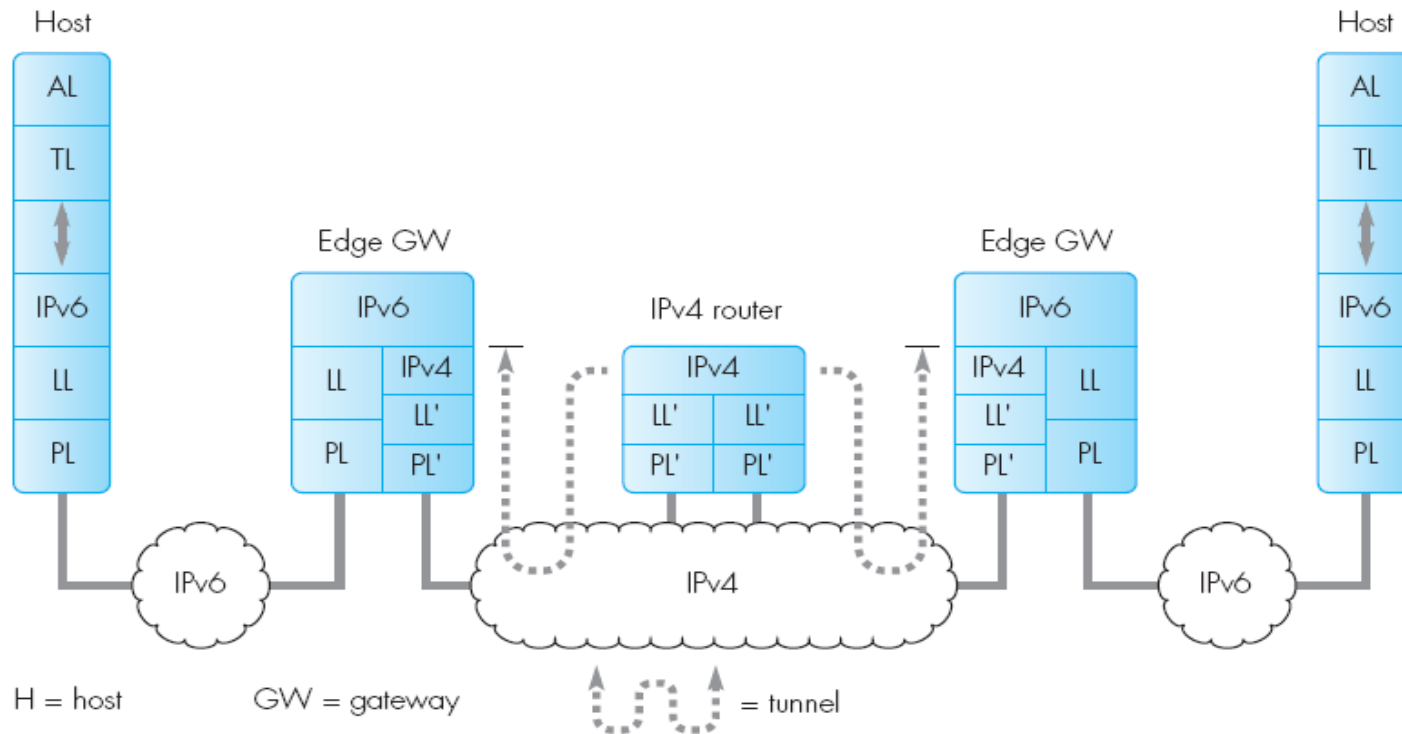 Host
Host
AL
AL
TL
TL
Edge GW
Edge GW
IPv6
IPv6
IPv4 router
IPv6
IPv6
LL
IPv4
IPv4
IPv4
LL
LL
LL'
LL'
LL'
LL'
LL
PL
PL
PL'
PL'
PL'
PL'
PL
PL
IPv6
IPv4
IPv6
H = host
GW = gateway
= tunnel